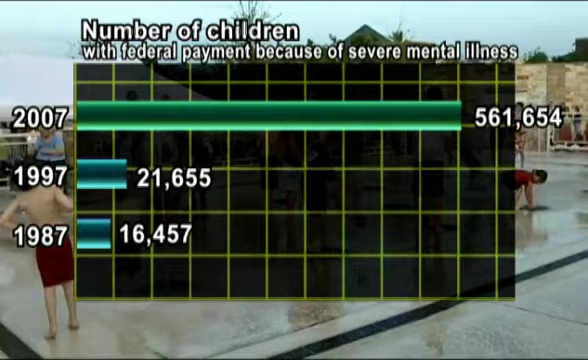 Number of children
with federal payment because of severe mental illness
2007 561,654
1997 21,655
1987 16,457